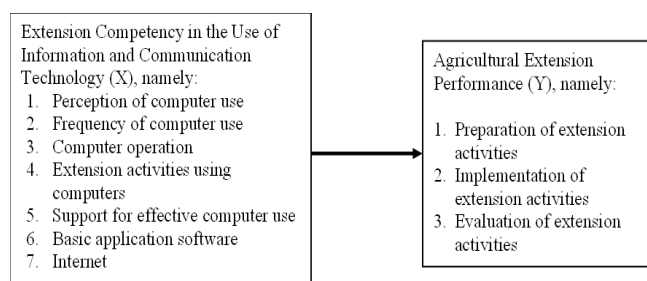 Extension Competency in the Use of
Information and Communication
Technology (X), namely:
1. Perception of computer use
2. Frequency of computer use
3. Computer operation
4. Extension activities using
computers
5. Support for effective computer use
6. Basic application software
7. Internet
Agricultural Extension
Performance (Y), namely:
1. Preparation of extension
activities
2. Implementation of
extension activities
3. Evaluation of extension
activities